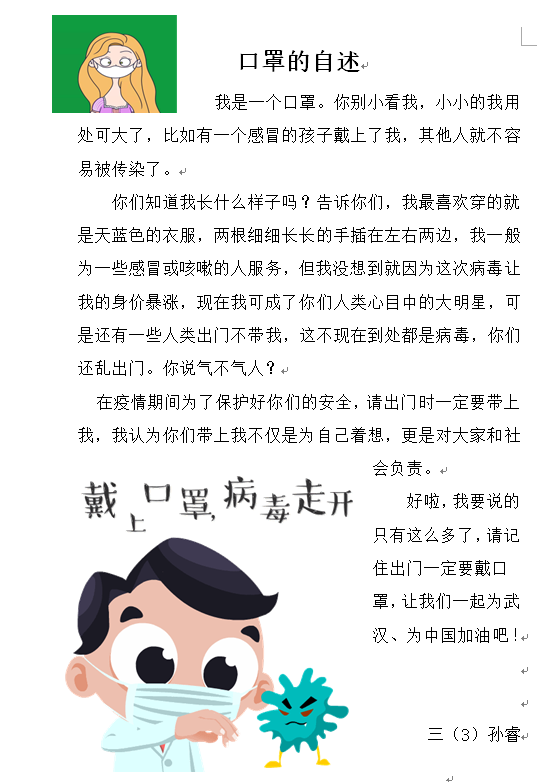 口罩的自述
我是一个口罩。你别小看我，小小的我用
处可大了，比如有一个感冒的孩子戴上了我，其他人就不容
易被传染了。
你们知道我长什么样子吗？告诉你们，我最喜欢穿的就
是天蓝色的衣服，两根细细长长的手插在左右两边，我一般
为一些感冒或咳嗽的人服务，但我没想到就因为这次病毒让
我的身价暴涨，现在我可成了你们人类心目中的大明星，可
是还有一些人类出门不带我，这不现在到处都是病毒，你们
还乱出门。你说气不气人？
在疫情期间为了保护好你们的安全，请出门时一定要带上
我，我认为你们带上我不仅是为自己着想，更是对大家和社
会负责。
戴上口罩，病毒走开
好啦，我要说的
只有这么多了，请记
住出门一定要戴口
罩，让我们一起为武
汉、为中国加油吧！
三（3）孙睿